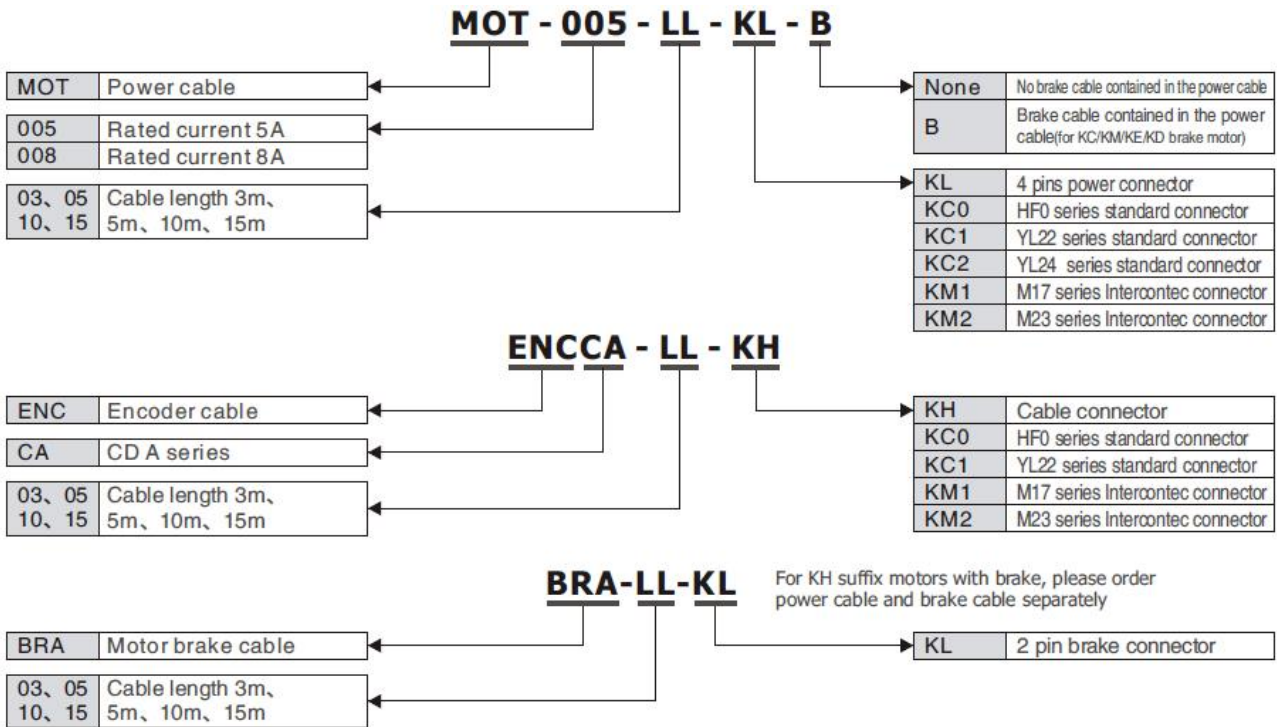 MOT - 005 - LL - KL - B
MOT Power cable
005 Rated current 5A
008 Rated current 8A
03、05 Cable length 3m、
10、15 5m、10m、15m
None No brake cable contained in the power cable
B Brake cable contained in the power
cable(for KC/KM/KE/KD brake motor)
KL 4 pins power connector
KC0 HF0 series standard connector
KC1 YL22 series standard connector
KC2 YL24 series standard connector
KM1 M17 series Intercontec connector
KM2 M23 series Intercontec connector
ENCCA - LL - KH
ENC Encoder cable
CA CD A series
03、05 Cable length 3m、
10、15 5m、10m、15m
KH Cable connector
KC0 HF0 series standard connector
KC1 YL22 series standard connector
KM1 M17 series Intercontec connector
KM2 M23 series Intercontec connector
BRA-LL-KL
For KH suffix motors with brake, please order
power cable and brake cable separately
BRA Motor brake cable
03、05 Cable length 3m、
10、15 5m、10m、15m
KL 2 pin brake connector